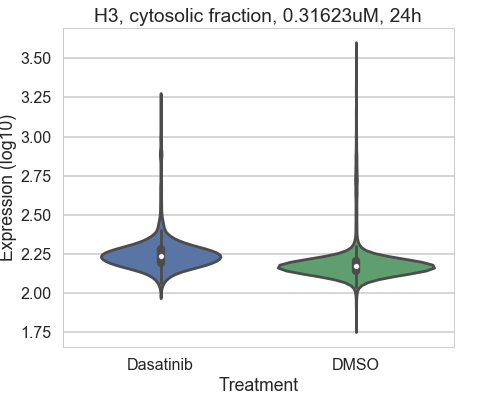 H3, cytosolic fraction, 0.31623uM, 24h
3.50
3.25
3.00
2.75
2.50
2.25
2.00
1.75
Expression (log10)
Dasatinib
DMSO
Treatment